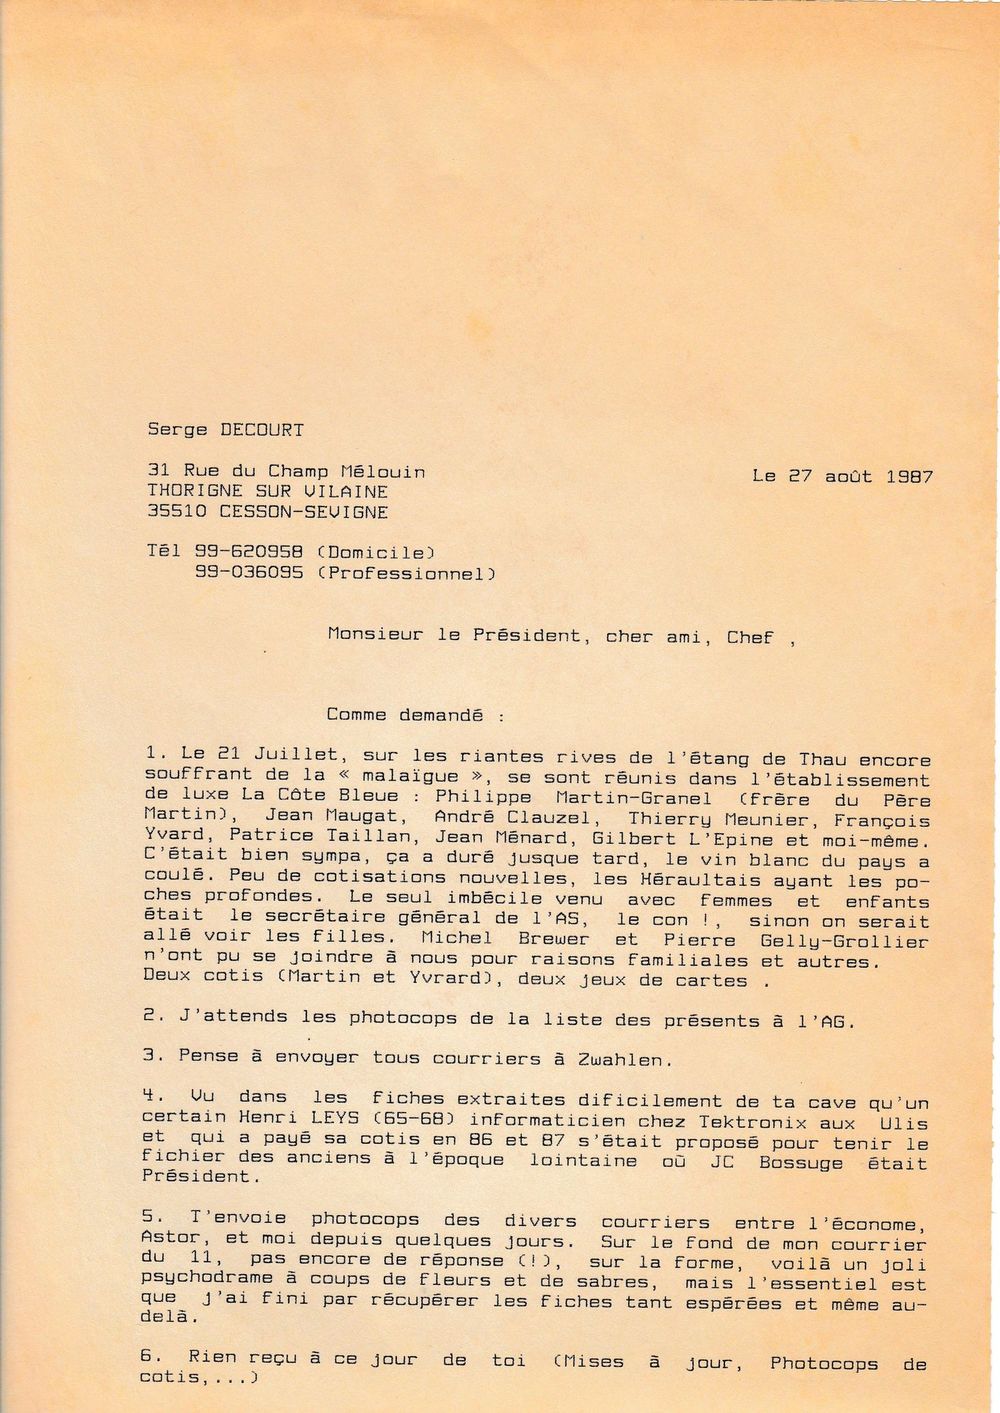 Serge DECOURT
31 Rue du Champ Mélouin
Le 27 août 1987
THORIGNE SUR VILAINE
35510 CESSON-SEVIGNE
Tél 99-620958 (Domicile)
99-036095 (Professionnel)
Monsieur le Président, cher ami, Chef ,
Comme demandé :
1. Le 21 Juillet, sur les riantes rives de l'étang de Thau encore
souffrant de la « malaïgue », se sont réunis dans l'établissement
de luxe La Côte Bleue : Philippe Martin-Granel (frère du Père
Martin), Jean Maugat, André Clauzel, Thierry Meunier, François
Yvard, Patrice Taillan, Jean Ménard, Gilbert L'Epine et moi-même.
C'était bien sympa, ça a duré jusque tard, le vin blanc du pays a
coulé. Peu de cotisations nouvelles, les Héraultais ayant les po-
ches profondes. Le seul imbécile venu avec femmes et enfants
était le secrétaire général de l'AS, le con !, sinon on serait
allé voir les filles. Michel Brewer et Pierre Gelly-Grollier
n'ont pu se joindre à nous pour raisons familiales et autres.
Deux cotis (Martin et Yvrard), deux jeux de cartes .
2. J'attends les photocops de la liste des présents à l'AG.
3. Pense à envoyer tous courriers à Zwahlen.
4. Vu dans les fiches extraites dificilement de ta cave qu'un
certain Henri LEYS (65-68) informaticien chez Tektronix aux Ulis
et qui a payé sa cotis en 86 et 87 s'était proposé pour tenir le
fichier des anciens à l'époque lointaine où JC Bossuge était
Président.
5. T'envoie photocops des divers courriers entre l'économe,
Astor, et moi depuis quelques jours. Sur le fond de mon courrier
du 11, pas encore de réponse (!), sur la forme, voilà un joli
psychodrame à coups de fleurs et de sabres, mais l'essentiel est
que j'ai fini par récupérer les fiches tant espérées et même au-
delà.
6. Rien reçu à ce jour de toi (Mises à jour, Photocops de
cotis,...)